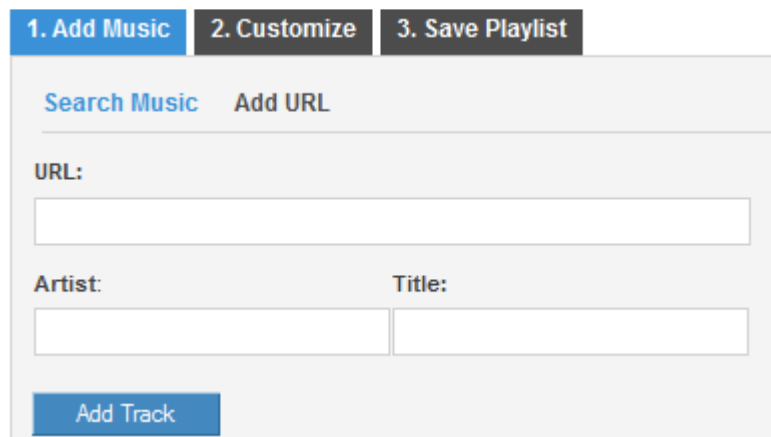 1. Add Music 2. Customize 3. Save Playlist
Search Music Add URL
URL:
Artist: Title:
Add Track